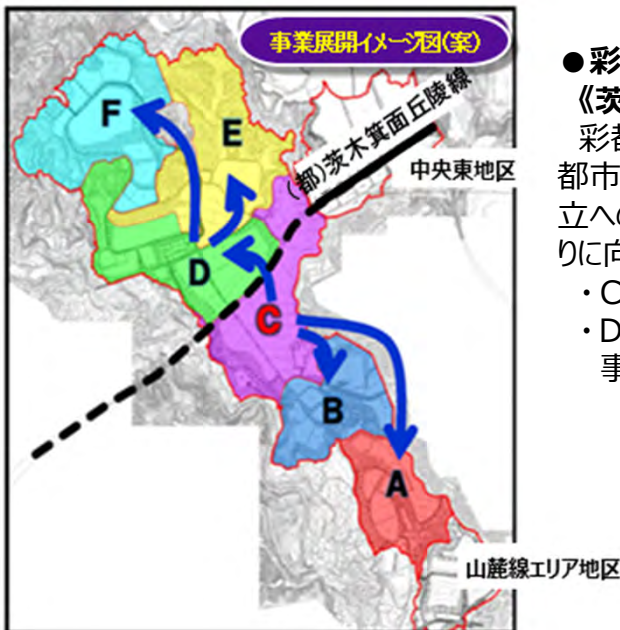 事業展開イメージ図(案)
F
E
(都)茨木箕面丘陵線
中央東地区
D
C
B
A
山麓線エリア地区
●彩
《茨
彩都
都市
立への
りに向
・C
・D
事